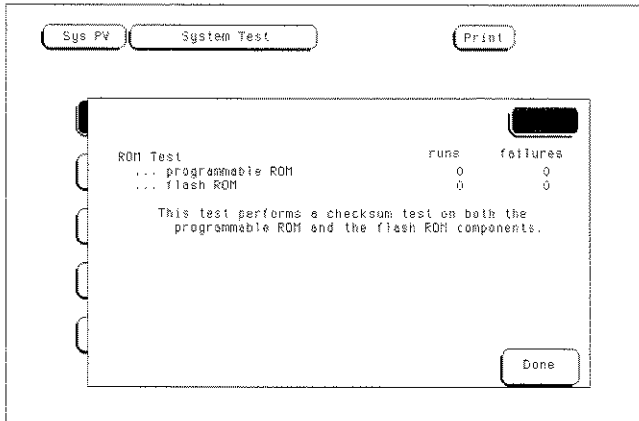 Sys PV System Test Print
ROM Test runs failures
... programmable ROM 0 0
... flash ROM 0 0
This test performs a checksum test on both the
programmable ROM and the flash ROM components.
Done